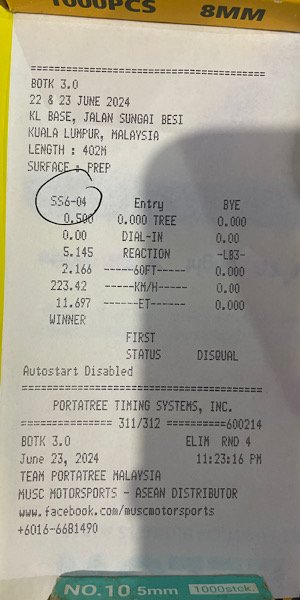 1000PCS 8MM
BOTK 3.0
22 & 23 JUNE 2024
KL BASE, JALAN SUNGAI BESI
KUALA LUMPUR, MALAYSIA
LENGTH : 402M
SURFACE : PREP
SS6-04 Entry BYE
0.500 0.000 TREE 0.000
0.00 DIAL-IN 0.00
5.145 REACTION -LB3-
2.166 -----60FT------ 0.000
223.42 -----KM/H------ 0.00
11.697 ------ET------- 0.000
WINNER
FIRST
STATUS DISQUAL
Autostart Disabled
PORTATREE TIMING SYSTEMS, INC.
=============== 311/312 ==========600214
BOTK 3.0 ELIM RND 4
June 23, 2024 11:23:16 PM
TEAM PORTATREE MALAYSIA
MUSC MOTORSPORTS - ASEAN DISTRIBUTOR
www.facebook.com/muscmotorsports
+6016-6681490
NO.10 5mm 1000stck.